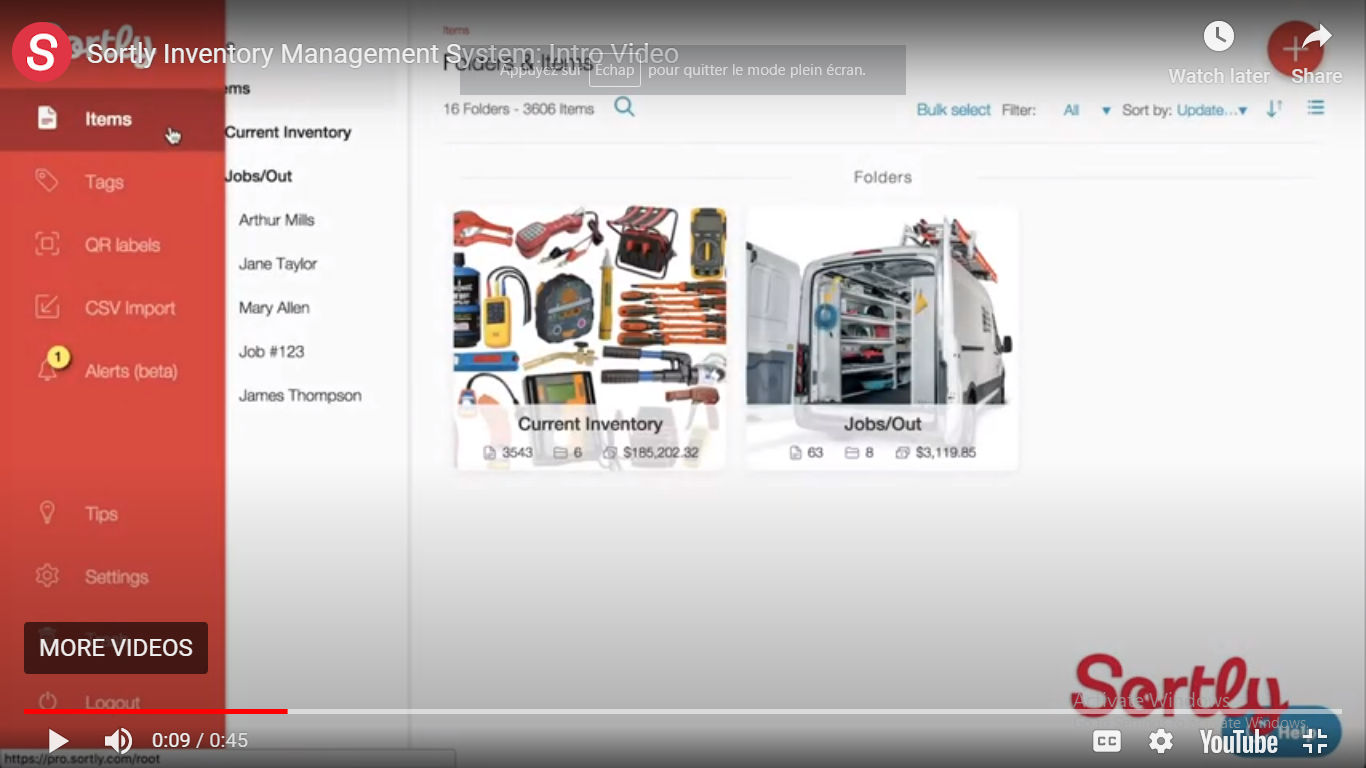 Sortly
Sortly Inventory Management System: Intro Video
Watch later
Share
Appuyez sur Echap pour quitter le mode plein écran.
Items
Folders & Items
16 Folders - 3606 Items
Bulk select Filter: All Sort by: Update...
Items
Tags
QR labels
CSV Import
1
Alerts (beta)
Tips
Settings
Logout
Current Inventory
Jobs/Out
Arthur Mills
Jane Taylor
Mary Allen
Job #123
James Thompson
Folders
Current Inventory
3543 6 $185,202.32
Jobs/Out
63 8 $3,119.85
MORE VIDEOS
Sortly
Activate Windows
Help
0:09 / 0:45
CC
YouTube
https://pro.sortly.com/root